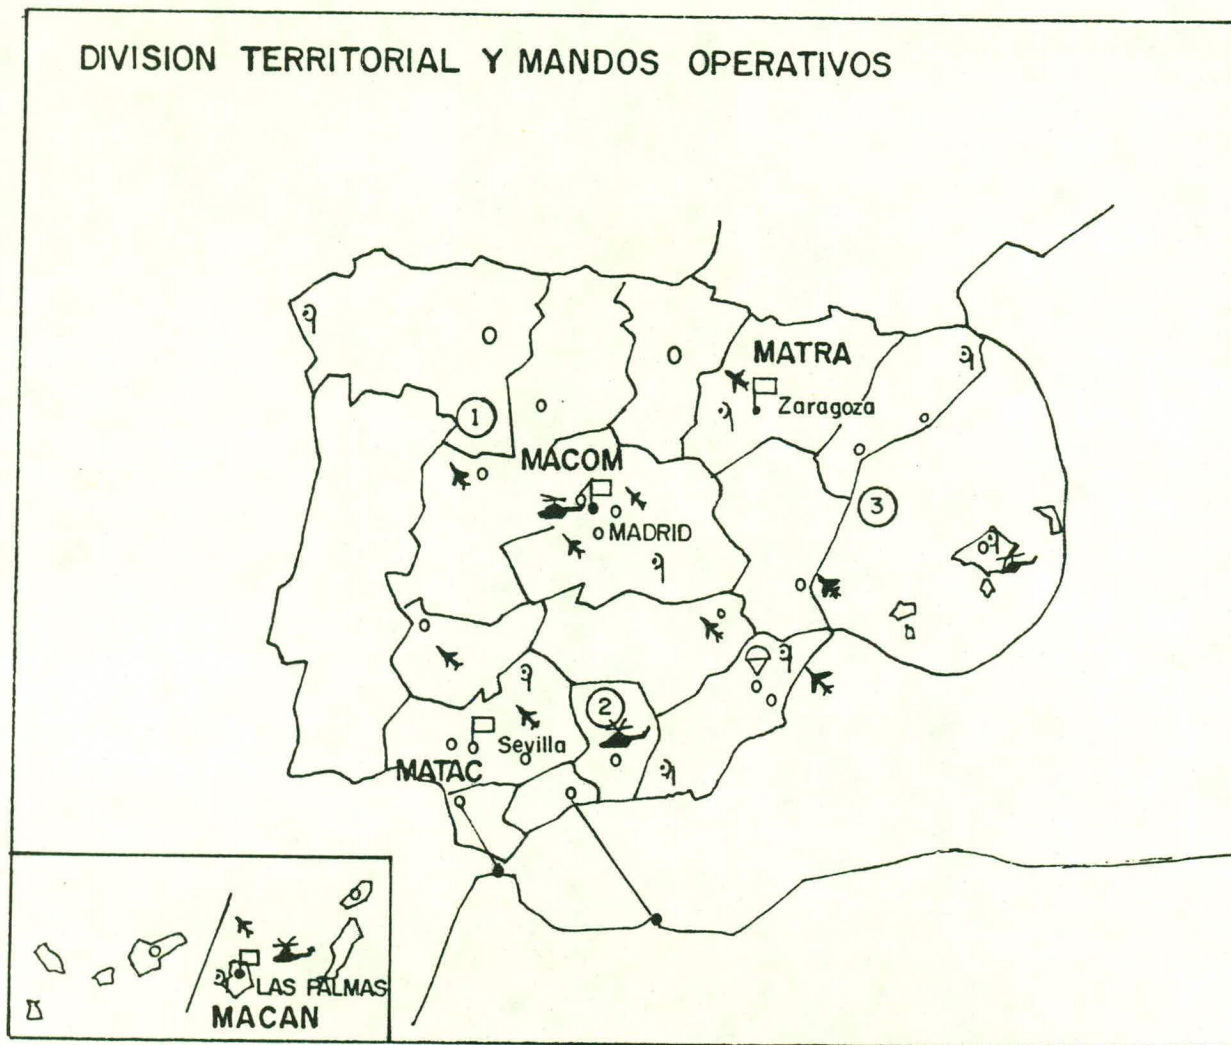 DIVISION TERRITORIAL Y MANDOS OPERATIVOS
MATRA
Zaragoza
1
MACOM
3
MADRID
2
Sevilla
MATAC
LAS PALMAS
MACAN